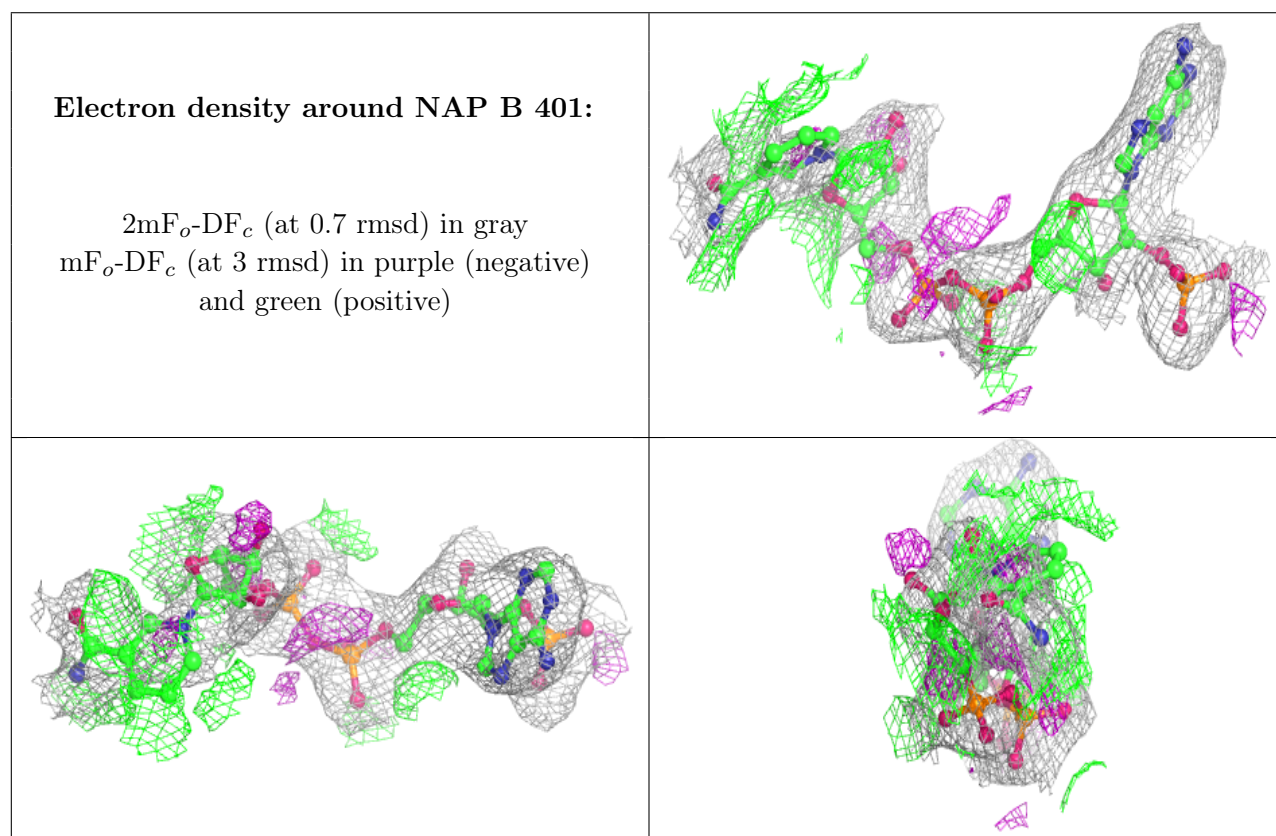 Electron density around NAP B 401:
2mFo-DFc (at 0.7 rmsd) in gray
mFo-DFc (at 3 rmsd) in purple (negative)
and green (positive)